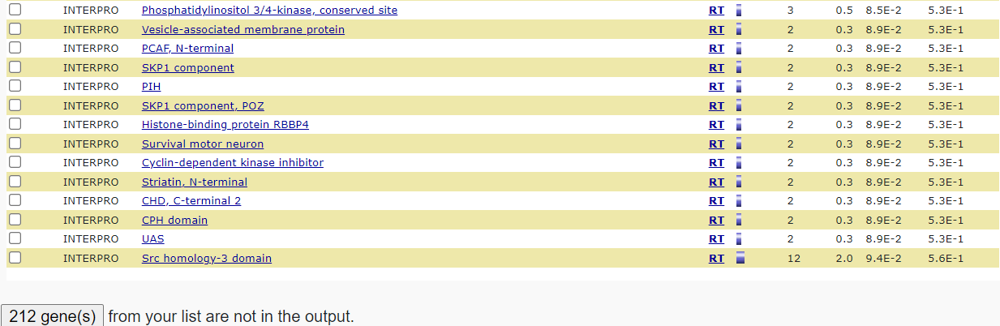 INTERPRO Phosphatidylinositol 3/4-kinase, conserved site RT 3 0.5 8.5E-2 5.3E-1
INTERPRO Vesicle-associated membrane protein RT 2 0.3 8.9E-2 5.3E-1
INTERPRO PCAF, N-terminal RT 2 0.3 8.9E-2 5.3E-1
INTERPRO SKP1 component RT 2 0.3 8.9E-2 5.3E-1
INTERPRO PIH RT 2 0.3 8.9E-2 5.3E-1
INTERPRO SKP1 component, POZ RT 2 0.3 8.9E-2 5.3E-1
INTERPRO Histone-binding protein RBBP4 RT 2 0.3 8.9E-2 5.3E-1
INTERPRO Survival motor neuron RT 2 0.3 8.9E-2 5.3E-1
INTERPRO Cyclin-dependent kinase inhibitor RT 2 0.3 8.9E-2 5.3E-1
INTERPRO Striatin, N-terminal RT 2 0.3 8.9E-2 5.3E-1
INTERPRO CHD, C-terminal 2 RT 2 0.3 8.9E-2 5.3E-1
INTERPRO CPH domain RT 2 0.3 8.9E-2 5.3E-1
INTERPRO UAS RT 2 0.3 8.9E-2 5.3E-1
INTERPRO Src homology-3 domain RT 12 2.0 9.4E-2 5.6E-1
212 gene(s) from your list are not in the output.